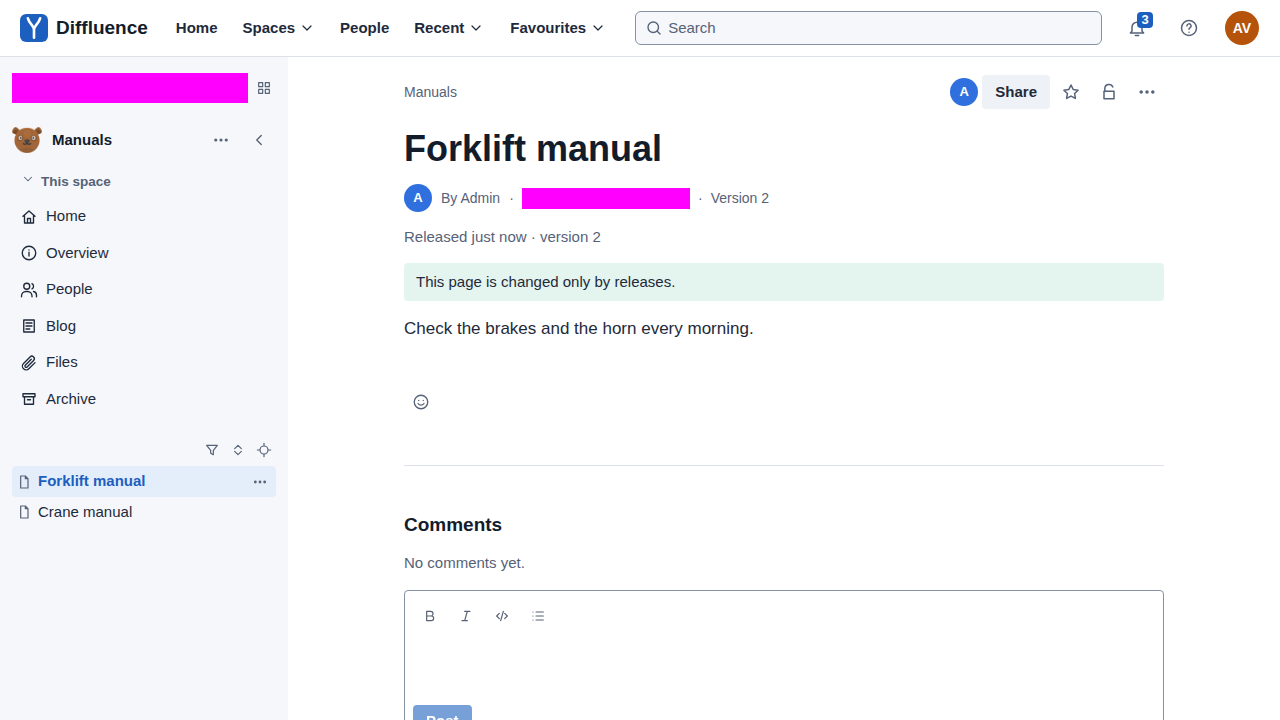 Diffluence Home Spaces People Recent Favourites Search 3 AV
Manuals
This space
Home
Overview
People
Blog
Files
Archive
Forklift manual
Crane manual
Manuals A Share
Forklift manual
A By Admin · · Version 2
Released just now · version 2
This page is changed only by releases.
Check the brakes and the horn every morning.
Comments
No comments yet.
Post